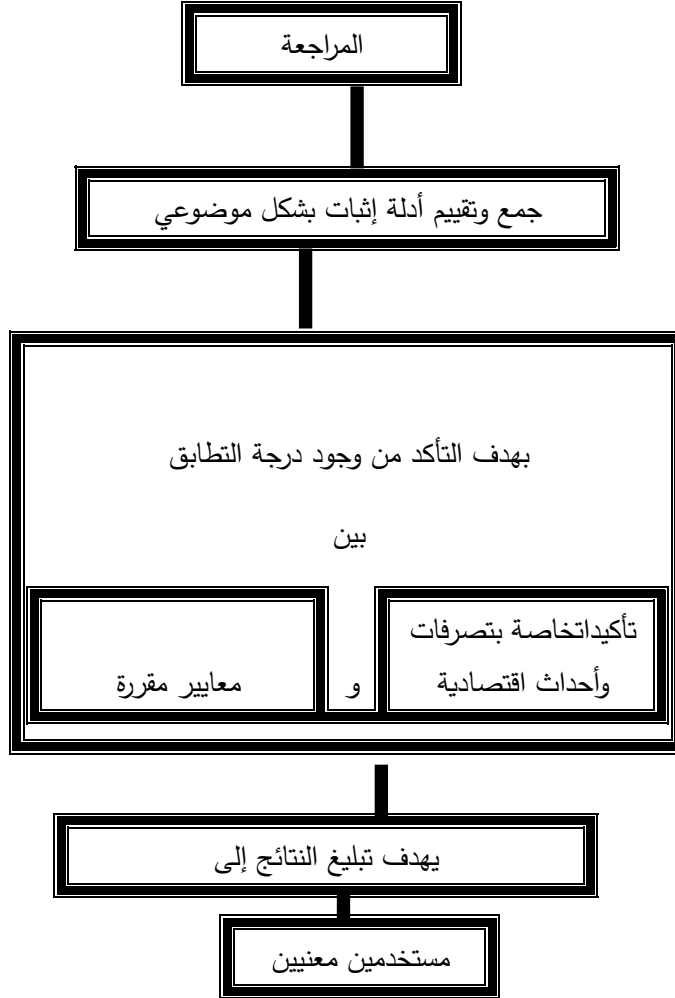 المراجعة
جمع وتقييم أدلة إثبات بشكل موضوعي
بهدف التأكد من وجود درجة التطابق
بين
تأكيداتخاصة بتصرفات
وأحداث اقتصادية
و
معايير مقررة
يهدف تبليغ النتائج إلى
مستخدمين معنيين